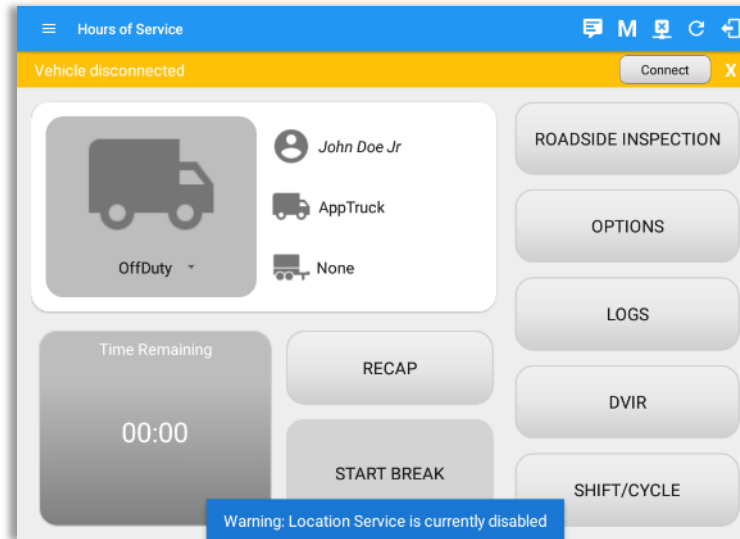 Hours of Service
M
Vehicle disconnected
Connect
X
John Doe Jr
AppTruck
OffDuty
None
Time Remaining
00:00
RECAP
START BREAK
ROADSIDE INSPECTION
OPTIONS
LOGS
DVIR
SHIFT/CYCLE
Warning: Location Service is currently disabled